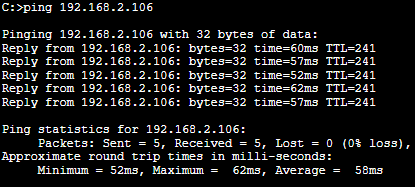 C:>ping 192.168.2.106
Pinging 192.168.2.106 with 32 bytes of data:
Reply from 192.168.2.106: bytes=32 time=60ms TTL=241
Reply from 192.168.2.106: bytes=32 time=57ms TTL=241
Reply from 192.168.2.106: bytes=32 time=52ms TTL=241
Reply from 192.168.2.106: bytes=32 time=62ms TTL=241
Reply from 192.168.2.106: bytes=32 time=57ms TTL=241
Ping statistics for 192.168.2.106:
Packets: Sent = 5, Received = 5, Lost = 0 (0% loss),
Approximate round trip times in milli-seconds:
Minimum = 52ms, Maximum =  62ms, Average =  58ms